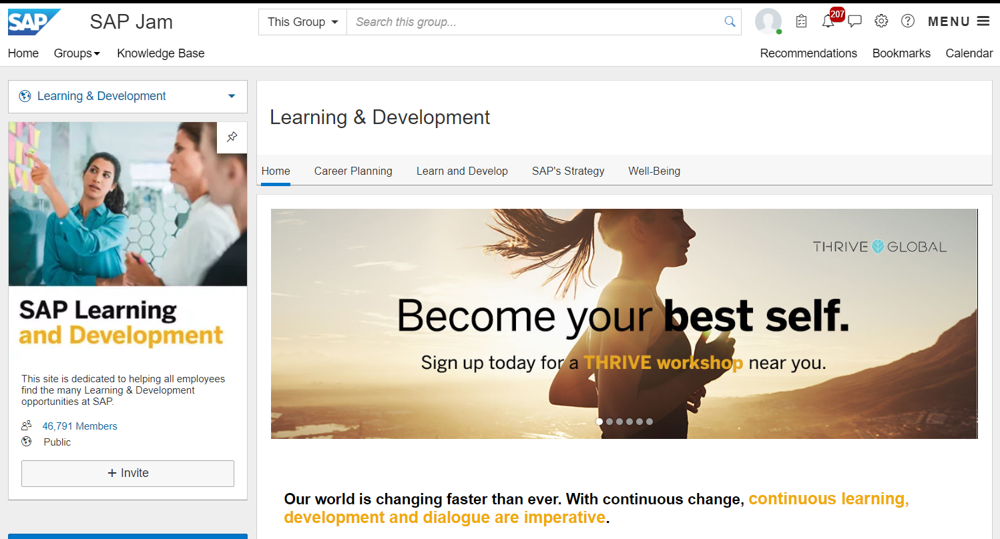 SAP
SAP Jam
This Group
Search this group...
207
MENU
Home
Groups
Knowledge Base
Recommendations
Bookmarks
Calendar
Learning & Development
SAP Learning
and Development
This site is dedicated to helping all employees
find the many Learning & Development
opportunities at SAP.
46,791 Members
Public
+ Invite
Learning & Development
Home
Career Planning
Learn and Develop
SAP's Strategy
Well-Being
THRIVE GLOBAL
Become your best self.
Sign up today for a THRIVE workshop near you.
Our world is changing faster than ever. With continuous change, continuous learning,
development and dialogue are imperative.